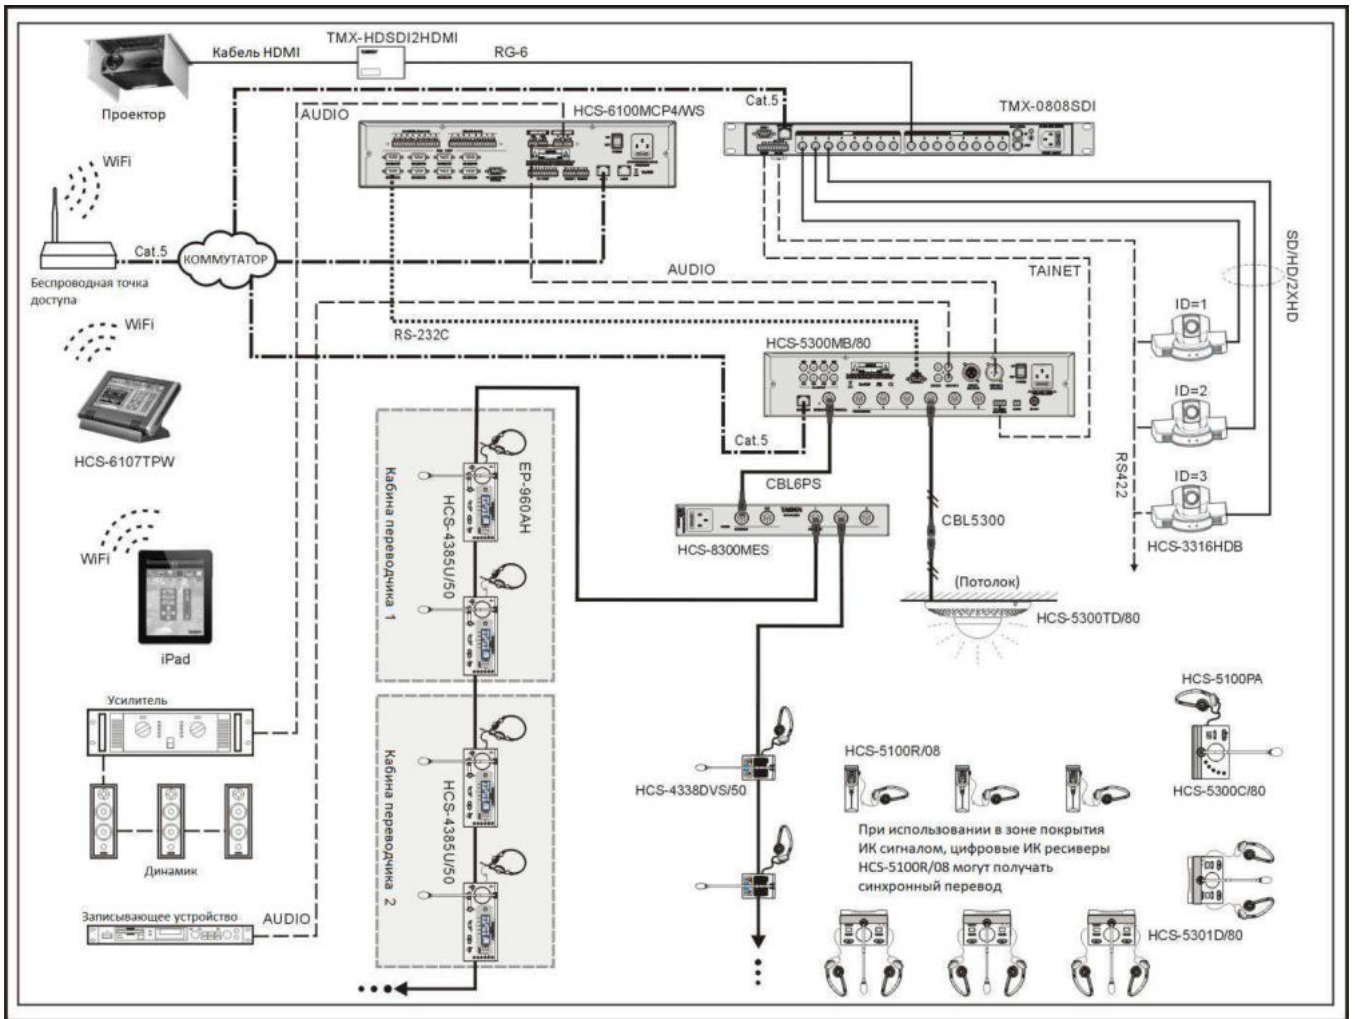 TMX-HDSDI2HDMI
Кабель HDMI
RG-6
Проектор
AUDIO
HCS-6100MCP4/WS
Cat.5
TMX-0808SDI
WiFi
Cat.5
КОММУТАТОР
Беспроводная точка
доступа
AUDIO
TAINET
SD/HD/2XHD
ID=1
WiFi
RS-232C
HCS-5300MB/80
HCS-6107TPW
ID=2
Cat.5
EP-960AH
HCS-4385U/50
Кабина переводчика 1
CBL6PS
RS422
ID=3
HCS-8300MES
CBL5300
HCS-3316HDB
WiFi
(Потолок)
HCS-5300TD/80
iPad
Усилитель
HCS-5100PA
HCS-4385U/50
Кабина переводчика 2
HCS-5100R/08
HCS-4338DVS/50
HCS-5300C/80
При использовании в зоне покрытия
ИК сигналом, цифровые ИК ресиверы
HCS-5100R/08 могут получать
синхронный перевод
Динамик
Записывающее устройство
AUDIO
HCS-5301D/80